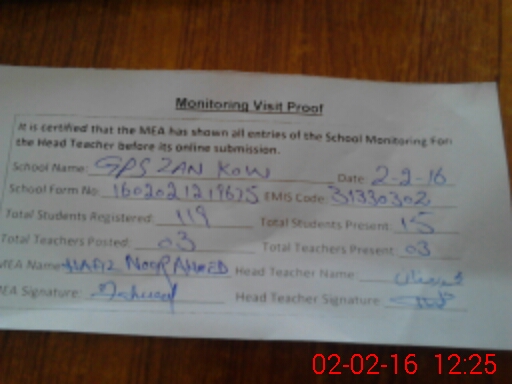 Monitoring Visit Proof
It is certified that the MEA has shown all entries of the School Monitoring Form
the Head Teacher before its online submission.
School Name: GPS ZAN KOW Date: 2-2-16
School Form No: EMIS Code: 31330302
Total Students Registered: 119 Total Students Present: 15
Total Teachers Posted: 03 Total Teachers Present: 03
MEA Name: HAFIZ NOOR AHMED Head Teacher Name
MEA Signature: Head Teacher Signature
02-02-16 12:25